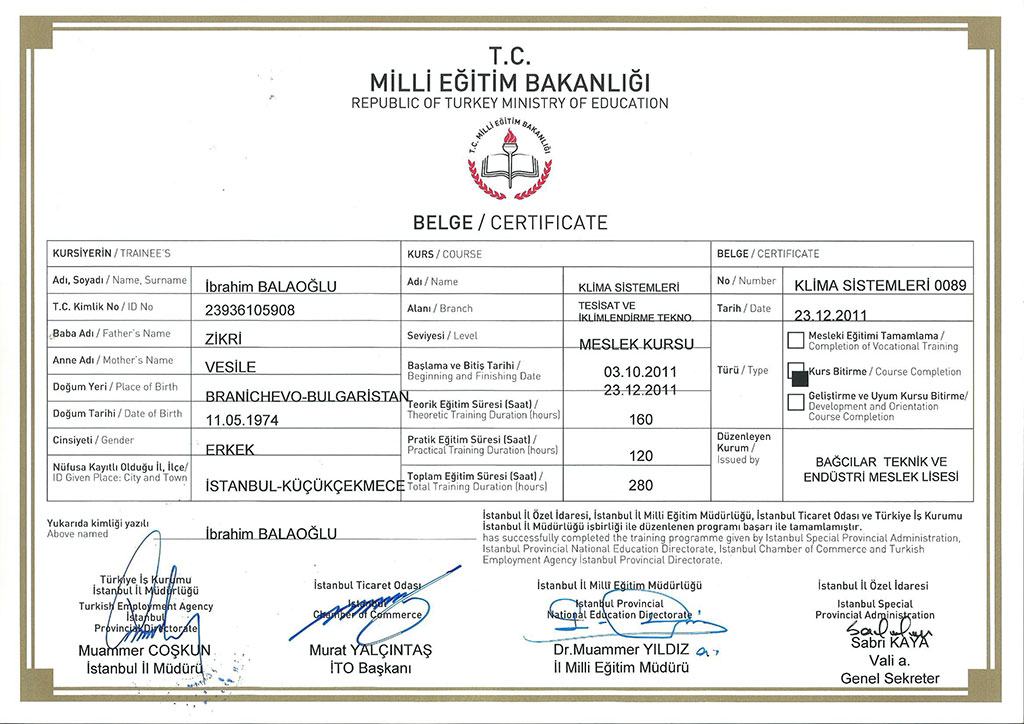 T.C.
MİLLİ EĞİTİM BAKANLIĞI
REPUBLIC OF TURKEY MINISTRY OF EDUCATION
T.C. MİLLİ EĞİTİM BAKANLIĞI
BELGE / CERTIFICATE
KURSİYERİN / TRAINEE'S
Adı, Soyadı / Name, Surname İbrahim BALAOĞLU
T.C. Kimlik No / ID No 23936105908
Baba Adı / Father's Name ZİKRİ
Anne Adı / Mother's Name VESİLE
Doğum Yeri / Place of Birth BRANİCHEVO-BULGARİSTAN
Doğum Tarihi / Date of Birth 11.05.1974
Cinsiyeti / Gender ERKEK
Nüfusa Kayıtlı Olduğu İl, İlçe/
ID Given Place: City and Town İSTANBUL-KÜÇÜKÇEKMECE
KURS / COURSE
Adı / Name KLİMA SİSTEMLERİ
Alanı / Branch TESİSAT VE
İKLİMLENDİRME TEKNO.
Seviyesi / Level MESLEK KURSU
Başlama ve Bitiş Tarihi / 03.10.2011
Beginning and Finishing Date 23.12.2011
Teorik Eğitim Süresi (Saat) /
Theoretic Training Duration (hours) 160
Pratik Eğitim Süresi (Saat) /
Practical Training Duration (hours) 120
Toplam Eğitim Süresi (Saat) /
Total Training Duration (hours) 280
BELGE / CERTIFICATE
No / Number KLİMA SİSTEMLERİ 0089
Tarih / Date 23.12.2011
Türü / Type
Mesleki Eğitimi Tamamlama /
Completion of Vocational Training
Kurs Bitirme / Course Completion
Geliştirme ve Uyum Kursu Bitirme/
Development and Orientation
Course Completion
Düzenleyen
Kurum /
Issued by
BAĞCILAR TEKNİK VE
ENDÜSTRİ MESLEK LİSESİ
Yukarıda kimliği yazılı
Above named İbrahim BALAOĞLU
İstanbul İl Özel İdaresi, İstanbul İl Milli Eğitim Müdürlüğü, İstanbul Ticaret Odası ve Türkiye İş Kurumu
İstanbul İl Müdürlüğü işbirliği ile düzenlenen programı başarı ile tamamlamıştır.
has successfully completed the training programme given by Istanbul Special Provincial Administration,
Istanbul Provincial National Education Directorate, Istanbul Chamber of Commerce and Turkish
Employment Agency Istanbul Provincial Directorate.
Türkiye İş Kurumu
İstanbul İl Müdürlüğü
Turkish Employment Agency
Istanbul
Provincial Directorate
Muammer COŞKUN
İstanbul İl Müdürü
İstanbul Ticaret Odası
Istanbul
Chamber of Commerce
Murat YALÇINTAŞ
İTO Başkanı
İstanbul İl Millî Eğitim Müdürlüğü
Istanbul Provincial
National Education Directorate
Dr.Muammer YILDIZ
İl Milli Eğitim Müdürü
İstanbul İl Özel İdaresi
Istanbul Special
Provincial Administration
Sabri KAYA
Vali a.
Genel Sekreter